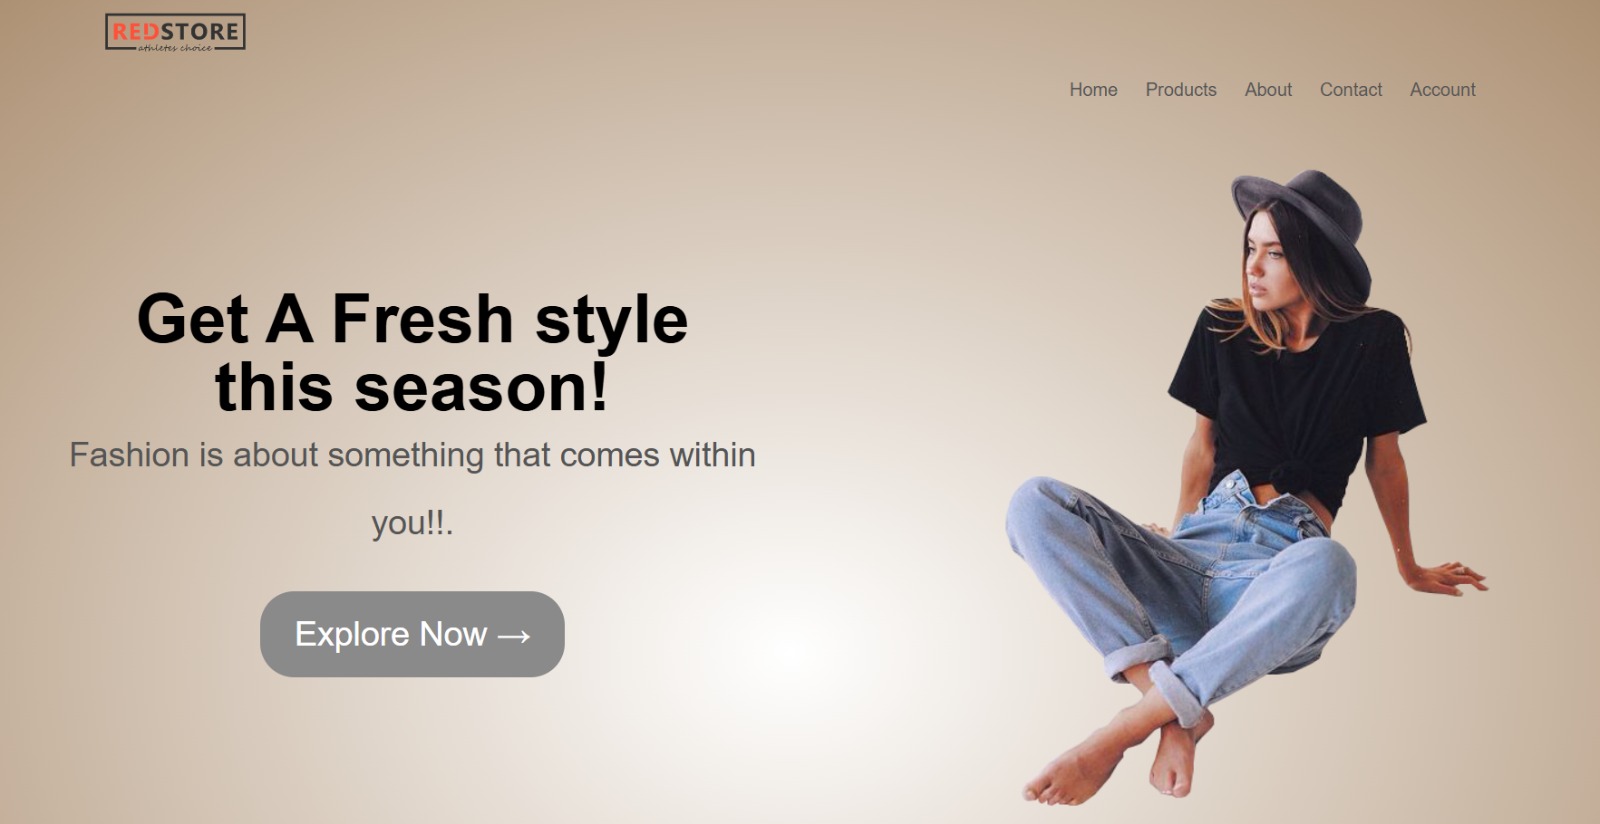 REDSTORE
athletes choice
Home Products About Contact Account
Get A Fresh style
this season!
Fashion is about something that comes within
you!!.
Explore Now →